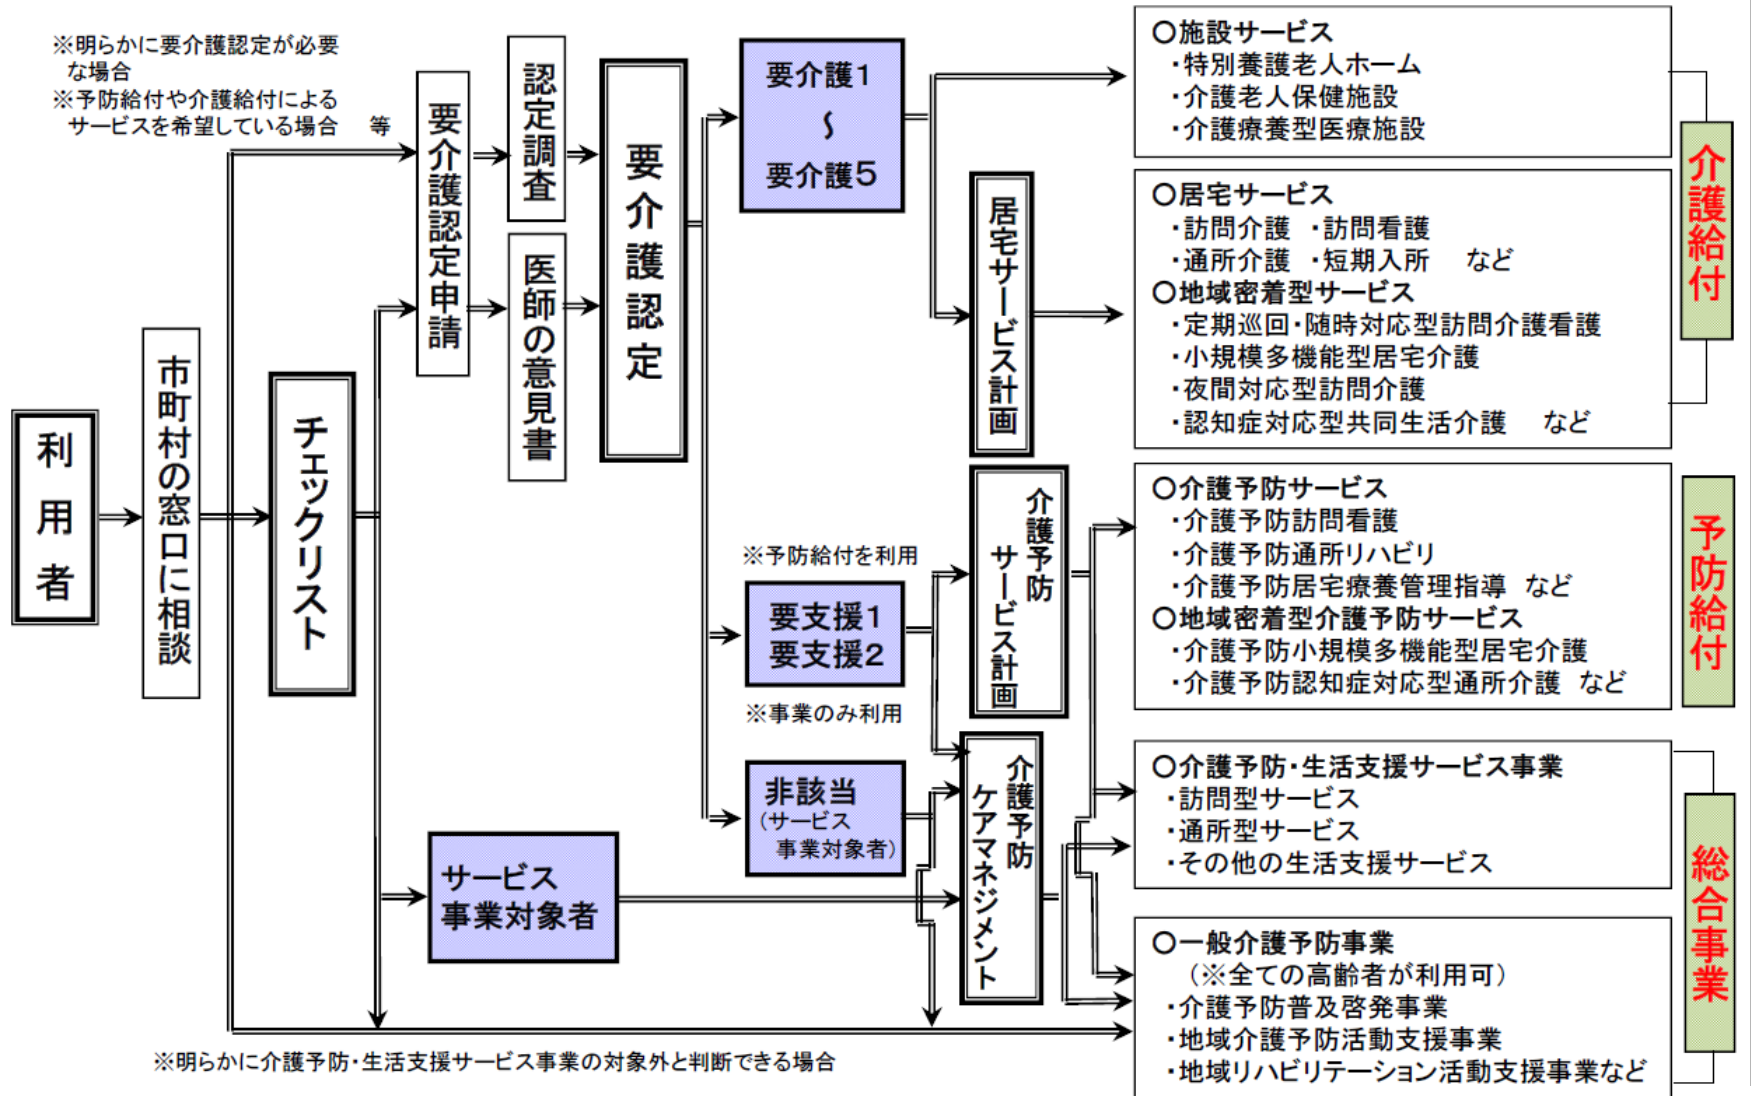 ※明らかに要介護認定が必要
な場合
※予防給付や介護給付による
サービスを希望している場合　等
利用者
市町村の窓口に相談
チェックリスト
要介護認定申請
認定調査
医師の意見書
要介護認定
要介護1
〜
要介護5
※予防給付を利用
要支援1
要支援2
※事業のみ利用
非該当
(サービス
事業対象者)
サービス
事業対象者
居宅サービス計画
介護予防
サービス計画
介護予防
ケアマネジメント
〇施設サービス
・特別養護老人ホーム
・介護老人保健施設
・介護療養型医療施設
〇居宅サービス
・訪問介護　・訪問看護
・通所介護　・短期入所　など
〇地域密着型サービス
・定期巡回・随時対応型訪問介護看護
・小規模多機能型居宅介護
・夜間対応型訪問介護
・認知症対応型共同生活介護　など
介護給付
〇介護予防サービス
・介護予防訪問看護
・介護予防通所リハビリ
・介護予防居宅療養管理指導　など
〇地域密着型介護予防サービス
・介護予防小規模多機能型居宅介護
・介護予防認知症対応型通所介護　など
予防給付
〇介護予防・生活支援サービス事業
・訪問型サービス
・通所型サービス
・その他の生活支援サービス
〇一般介護予防事業
(※全ての高齢者が利用可)
・介護予防普及啓発事業
・地域介護予防活動支援事業
・地域リハビリテーション活動支援事業など
総合事業
※明らかに介護予防・生活支援サービス事業の対象外と判断できる場合